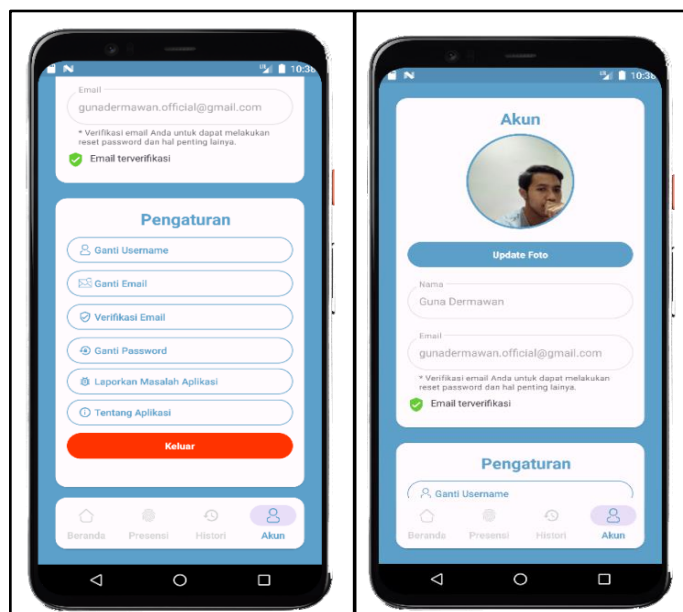 10:38
Email
gunadermawan.official@gmail.com
* Verifikasi email Anda untuk dapat melakukan
reset password dan hal penting lainya.
Email terverifikasi
Pengaturan
Ganti Username
Ganti Email
Verifikasi Email
Ganti Password
Laporkan Masalah Aplikasi
Tentang Aplikasi
Keluar
Beranda Presensi Histori Akun
10:38
Akun
Update Foto
Nama
Guna Dermawan
Email
gunadermawan.official@gmail.com
* Verifikasi email Anda untuk dapat melakukan
reset password dan hal penting lainya.
Email terverifikasi
Pengaturan
Ganti Username
Beranda Presensi Histori Akun